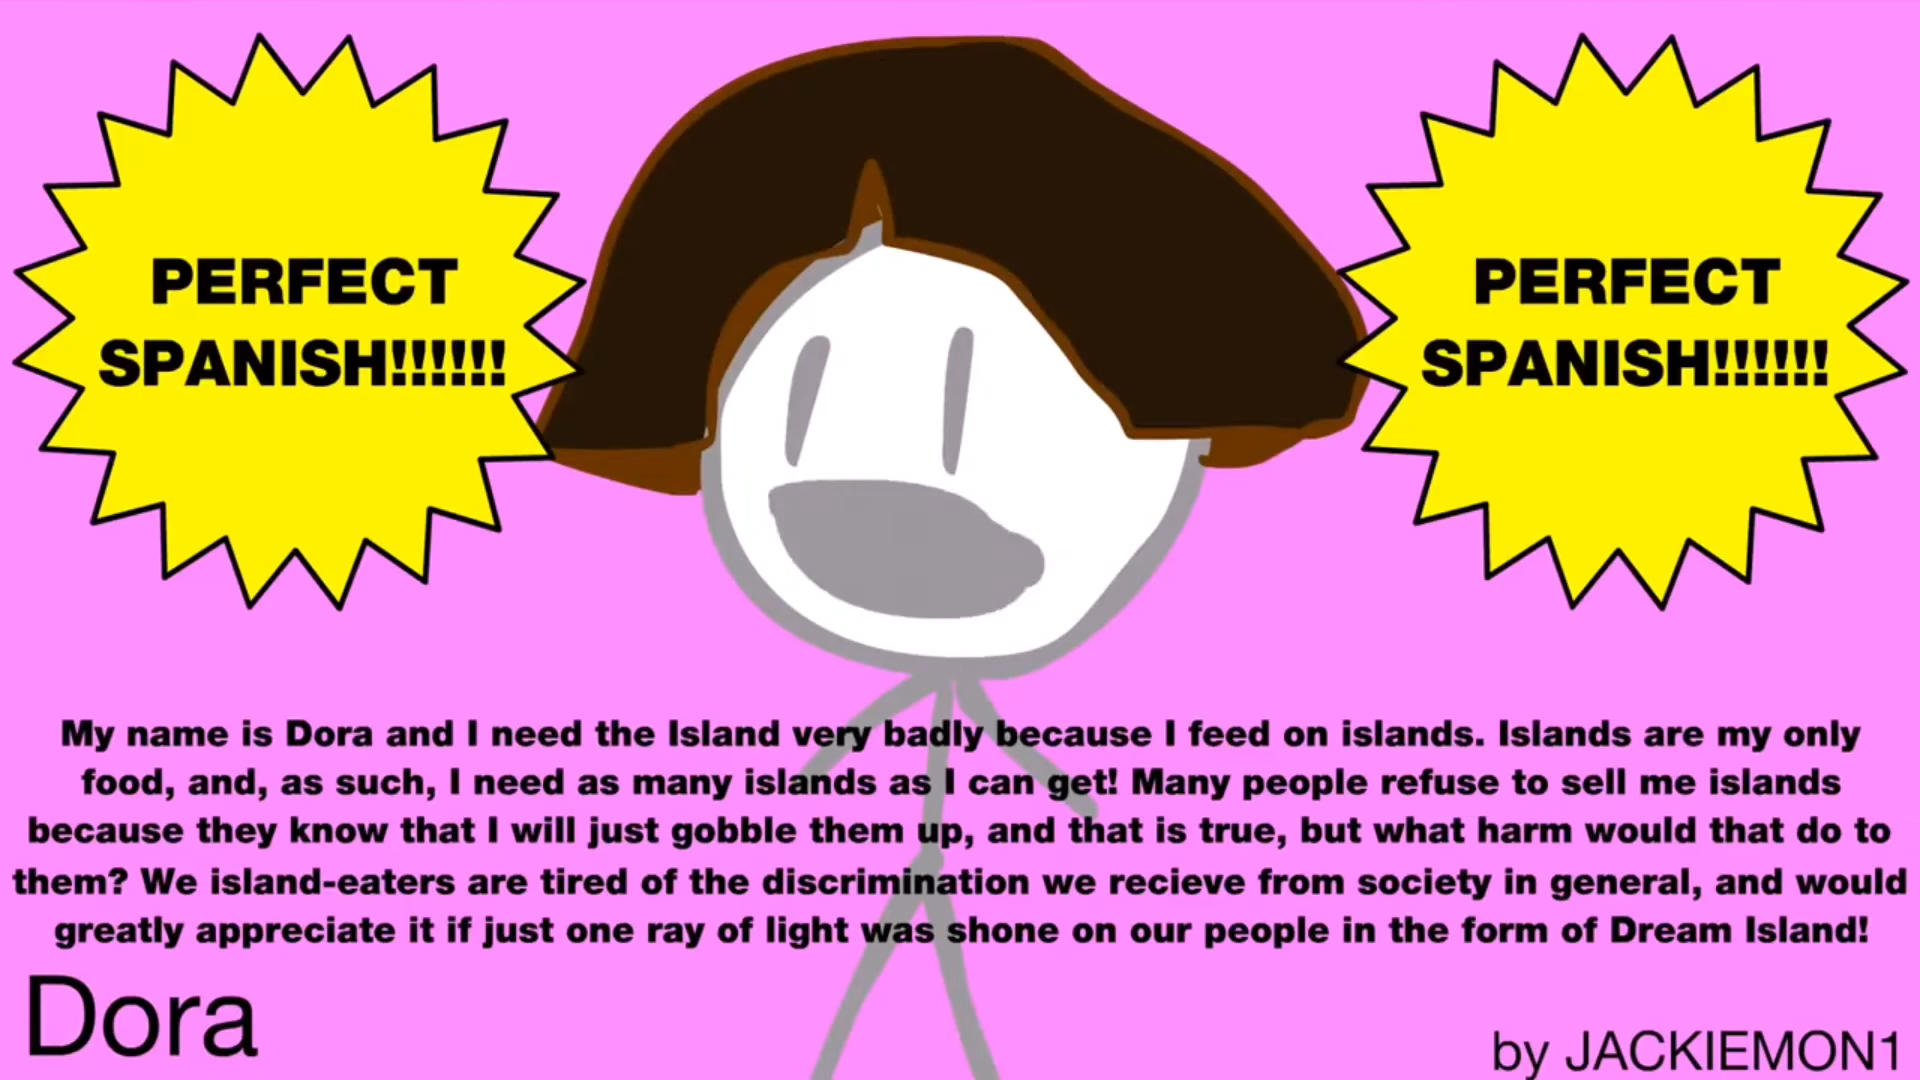 PERFECT
SPANISH!!!!!!
PERFECT
SPANISH!!!!!!
My name is Dora and I need the Island very badly because I feed on islands. Islands are my only
food, and, as such, I need as many islands as I can get! Many people refuse to sell me islands
because they know that I will just gobble them up, and that is true, but what harm would that do to
them? We island-eaters are tired of the discrimination we recieve from society in general, and would
greatly appreciate it if just one ray of light was shone on our people in the form of Dream Island!
Dora
by JACKIEMON1